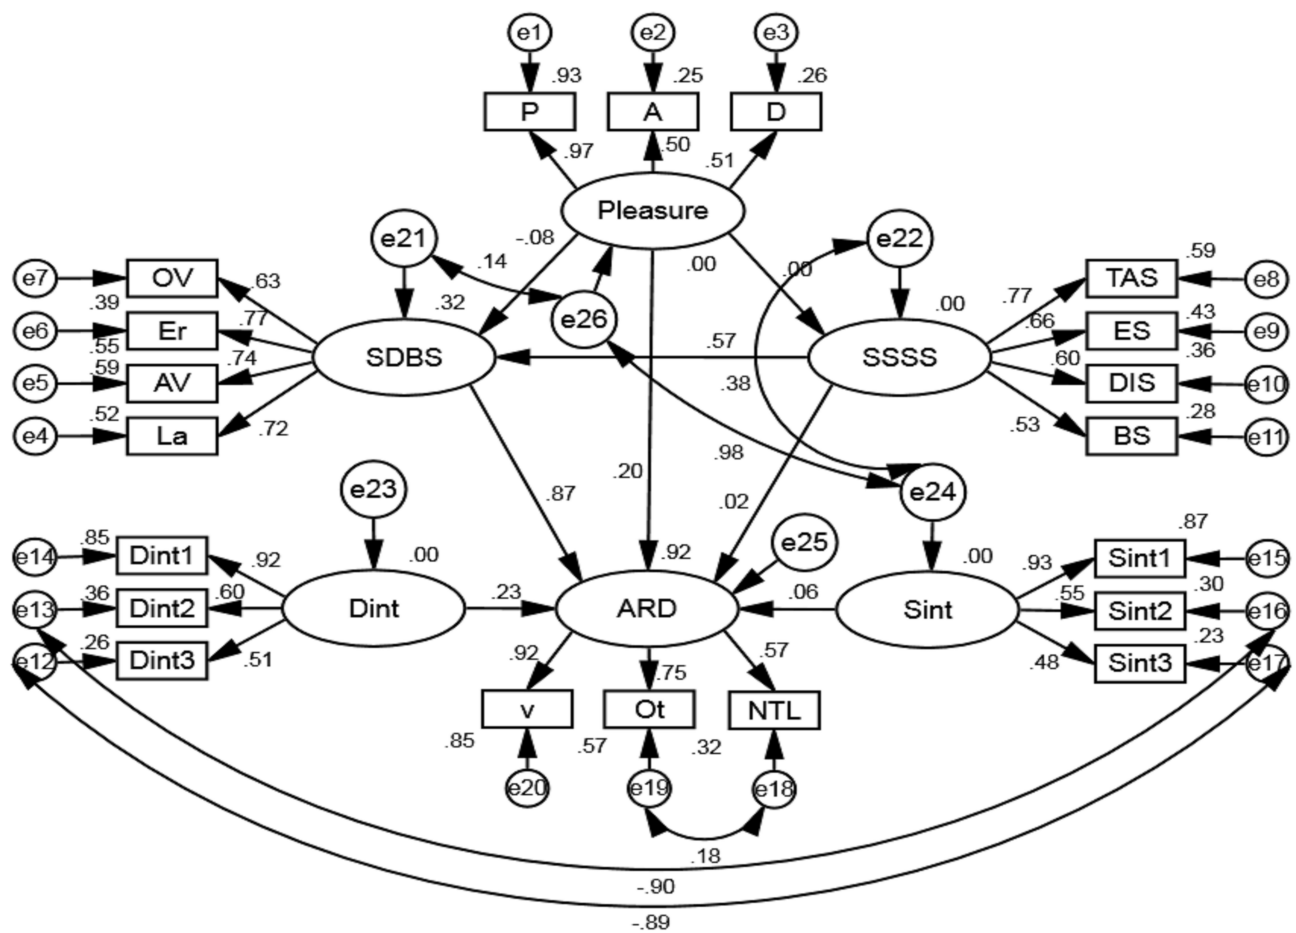 e1 e2 e3
.93 .25 .26
P A D
.97 .50 .51
Pleasure
e21 -.08 .00 e22
.14 .00
e7 OV .63 .32 e26 .00 .77 TAS .59 e8
.39
e6 Er .77 .66 ES .43 e9
.55 SDBS .57 SSSS .36
.59
e5 AV .74 .38 .60 DIS e10
e4 .52 La .72 .53 BS .28 e11
.98
e23 .87 .20 .02 e24
e14 .85 Dint1 .92 .00 .92 e25 .00 .93 Sint1 .87 e15
e13 .36 Dint2 .60 Dint .23 ARD .06 Sint .55 Sint2 .30 e16
e12 .26 Dint3 .51 .48 Sint3 .23 e17
.92 .75 .57
v Ot NTL
.85 .57 .32
e20 e19 e18
.18
-.90
-.89